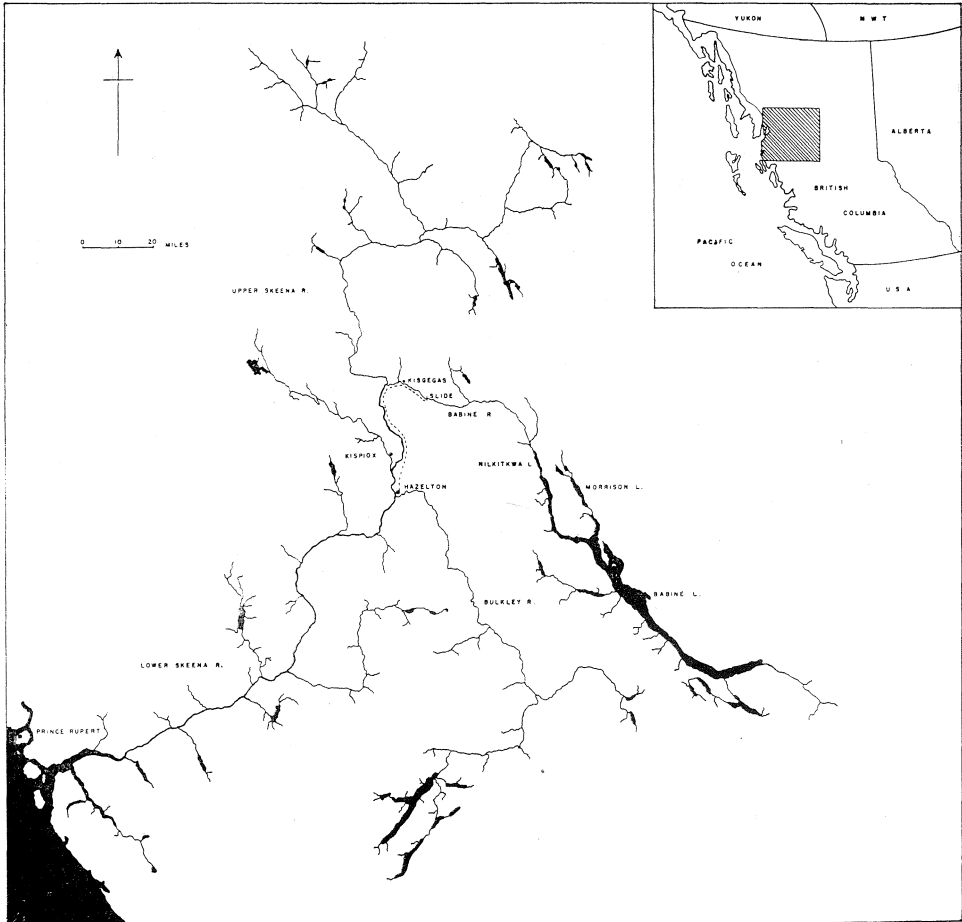 YUKON
N W T
ALBERTA
BRITISH
COLUMBIA
PACIFIC
OCEAN
U S A
0 10 20 MILES
UPPER SKEENA R.
KISGEGAS
SLIDE
BABINE R
KISPIOX
NILKITKWA L
HAZELTON
MORRISON L.
BULKLEY R.
BABINE L.
LOWER SKEENA R.
PRINCE RUPERT